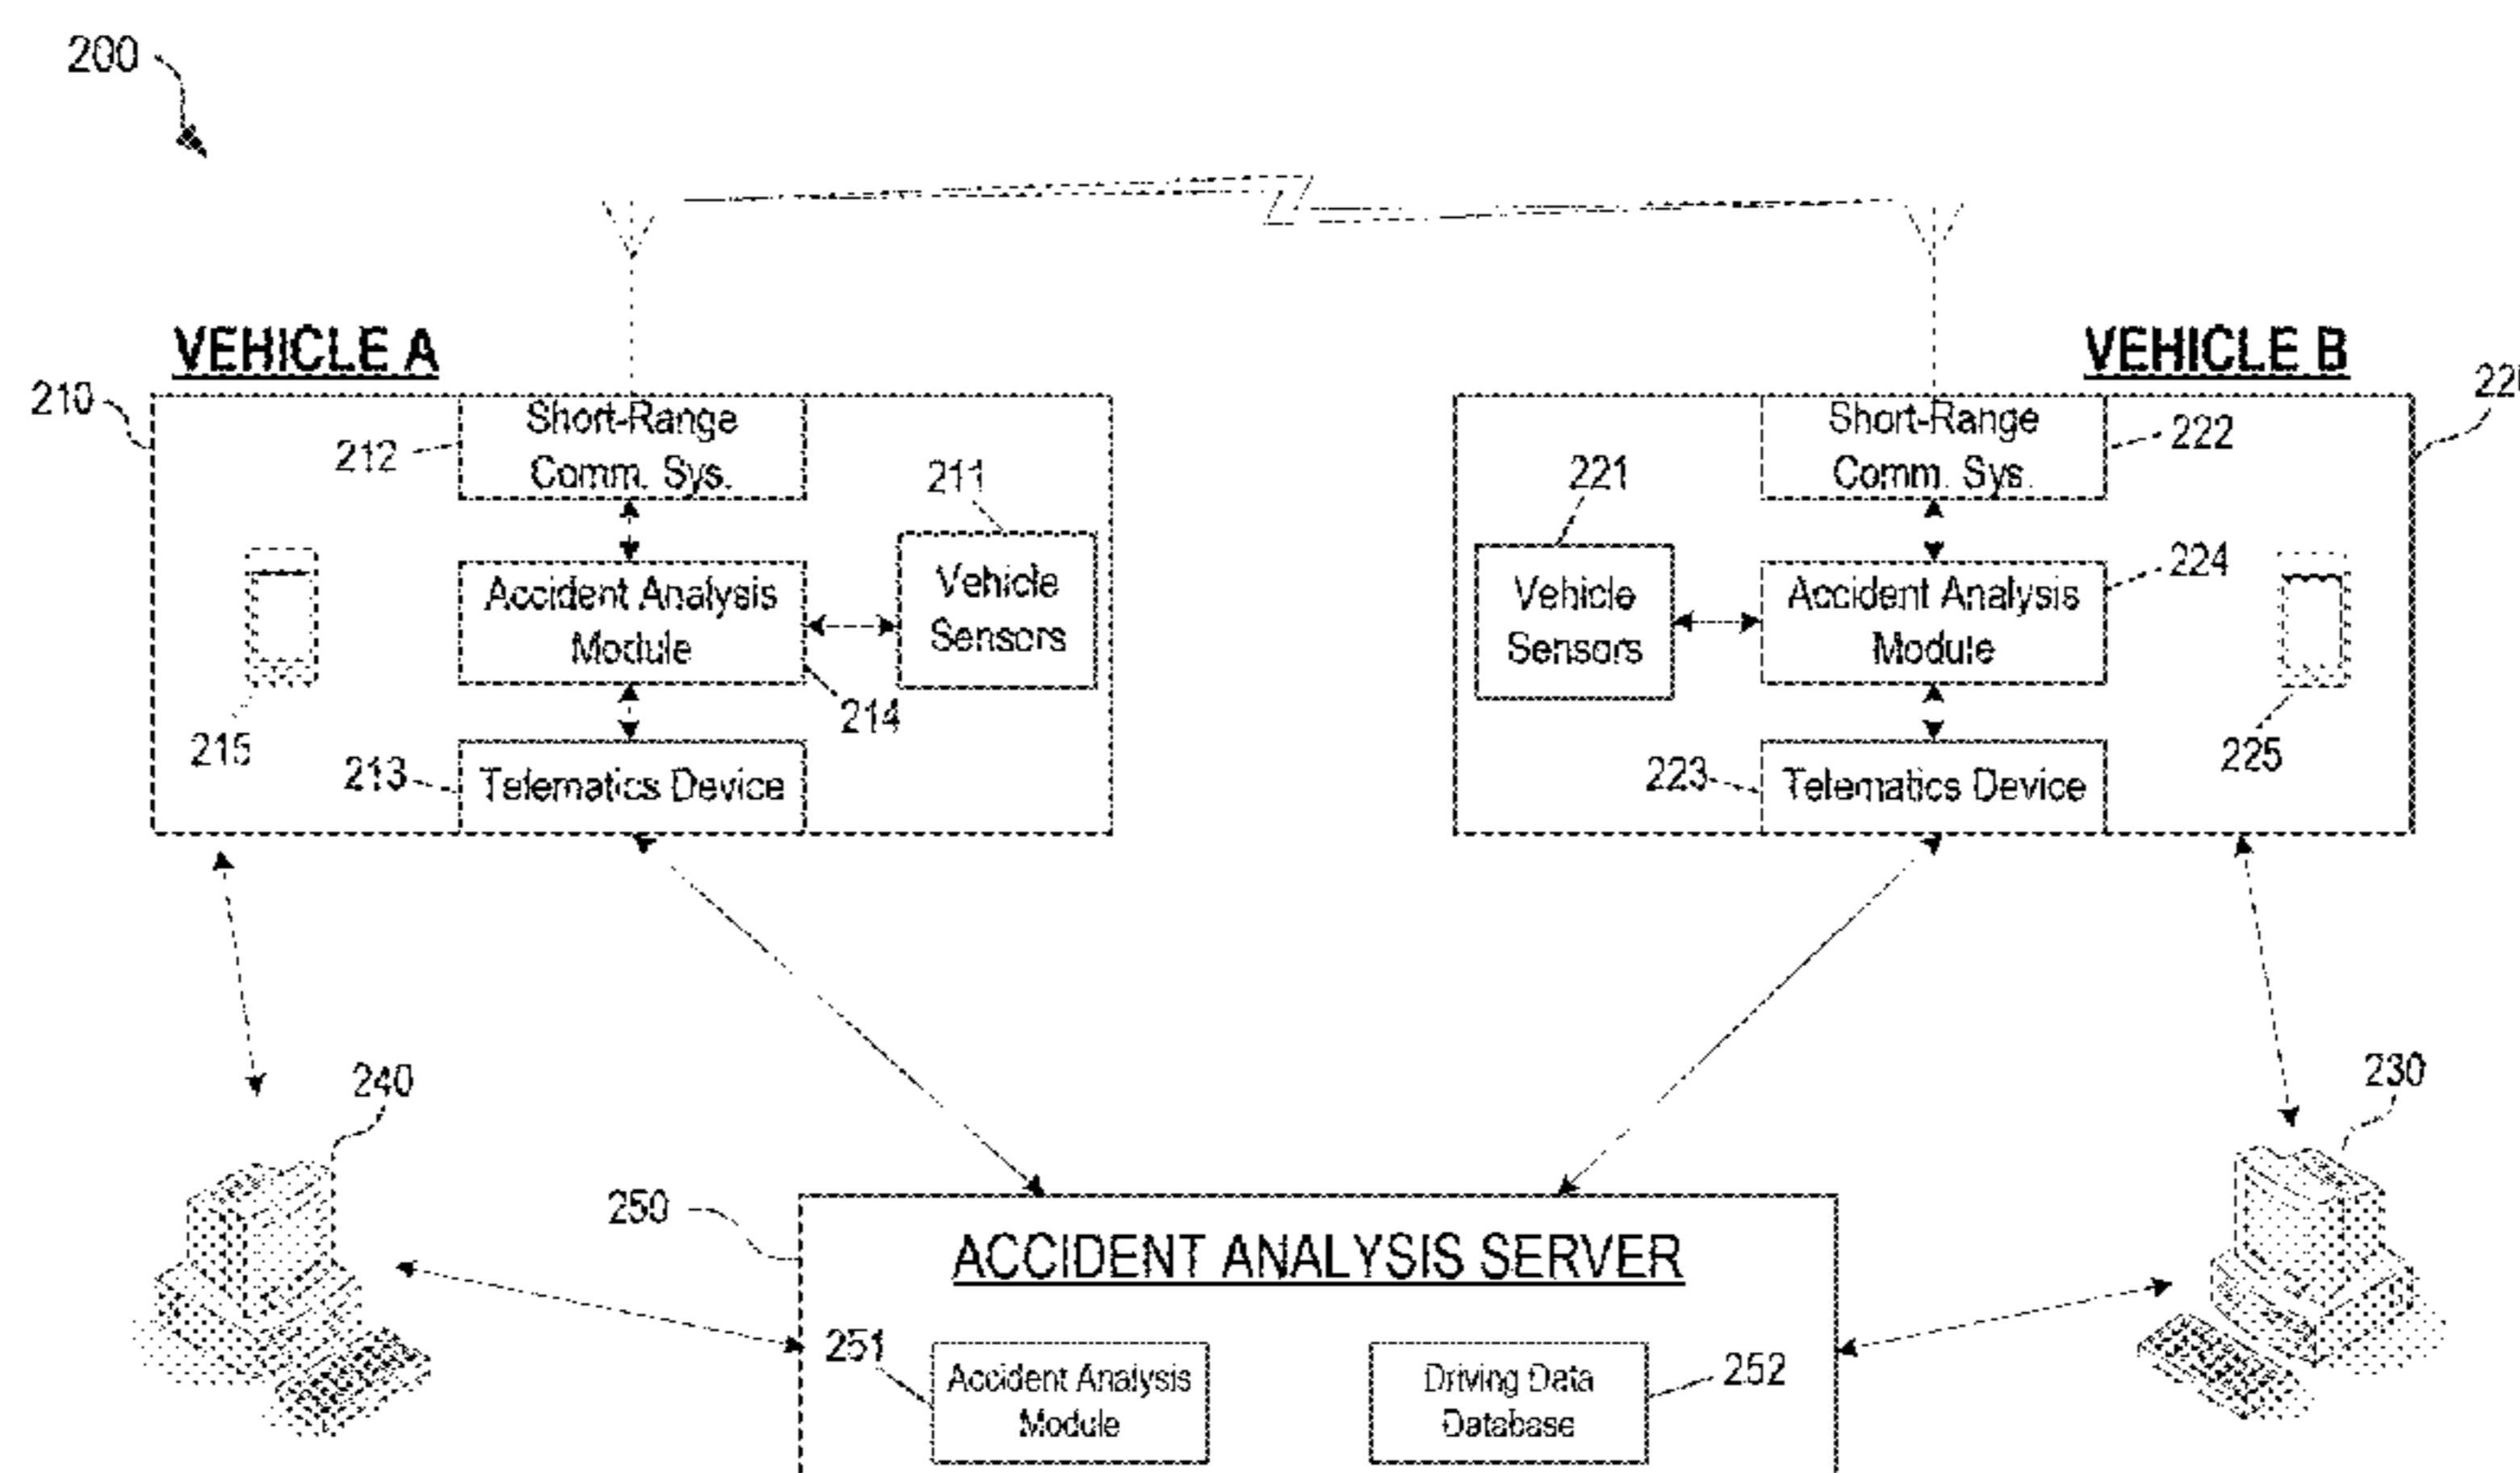 200
VEHICLE A
VEHICLE B
210
Short-Range
Comm. Sys.
212
211
Vehicle
Sensors
Accident Analysis
Module
214
215
213
Telematics Device
Short-Range
Comm. Sys.
222
221
Vehicle
Sensors
Accident Analysis
Module
224
225
223
Telematics Device
240
230
250
ACCIDENT ANALYSIS SERVER
251
Accident Analysis
Module
Driving Data
Database
252